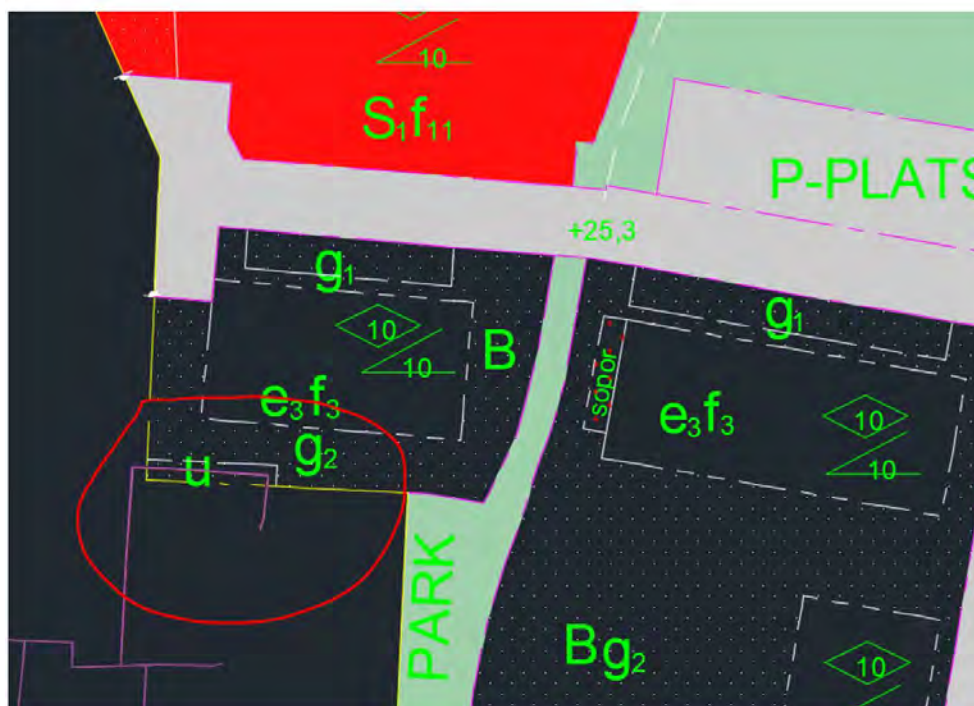 10
S₁f₁₁
P-PLATS
+25,3
g₁
g₁
10
10
B
sopor
e₃f₃
e₃f₃
10
10
g₂
u
PARK
Bg₂
10